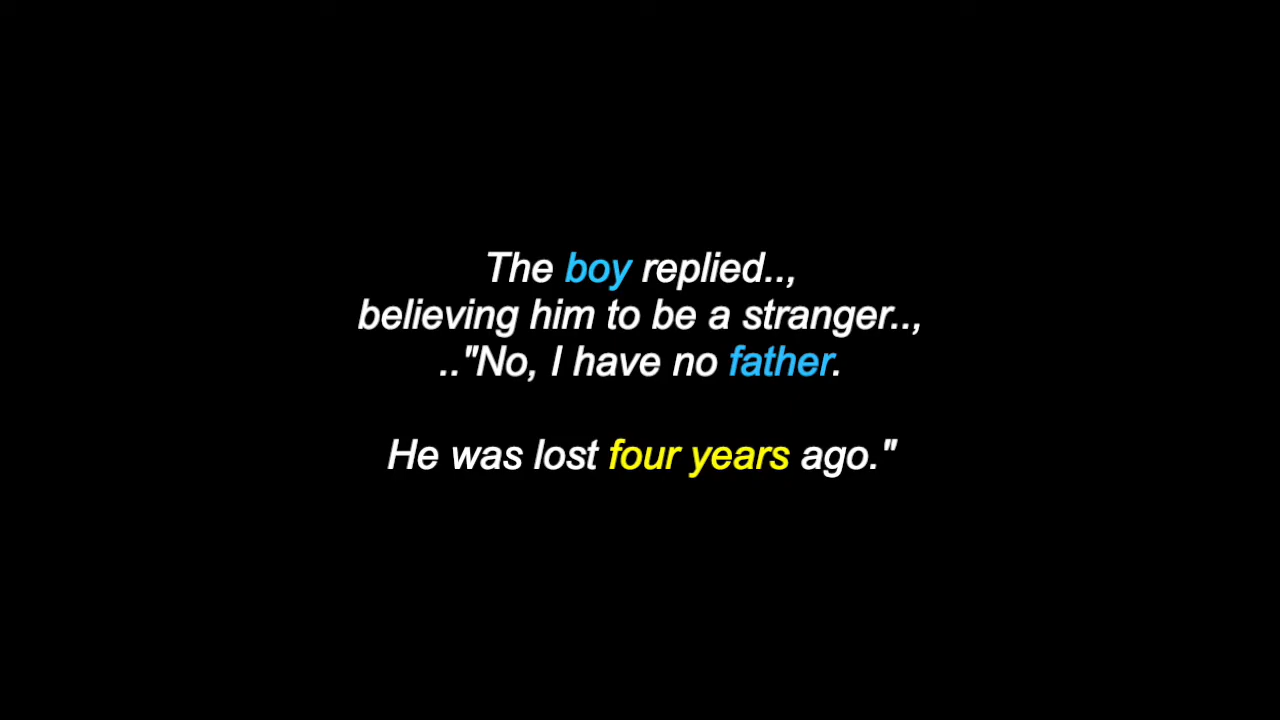 The boy replied..,
believing him to be a stranger..,
.."No, I have no father.
He was lost four years ago."